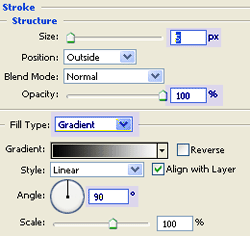 Stroke
Structure
Size: px
Position: Outside
Blend Mode: Normal
Opacity: 100 %
Fill Type: Gradient
Gradient: Reverse
Style: Linear Align with Layer
Angle: 90 °
Scale: 100 %